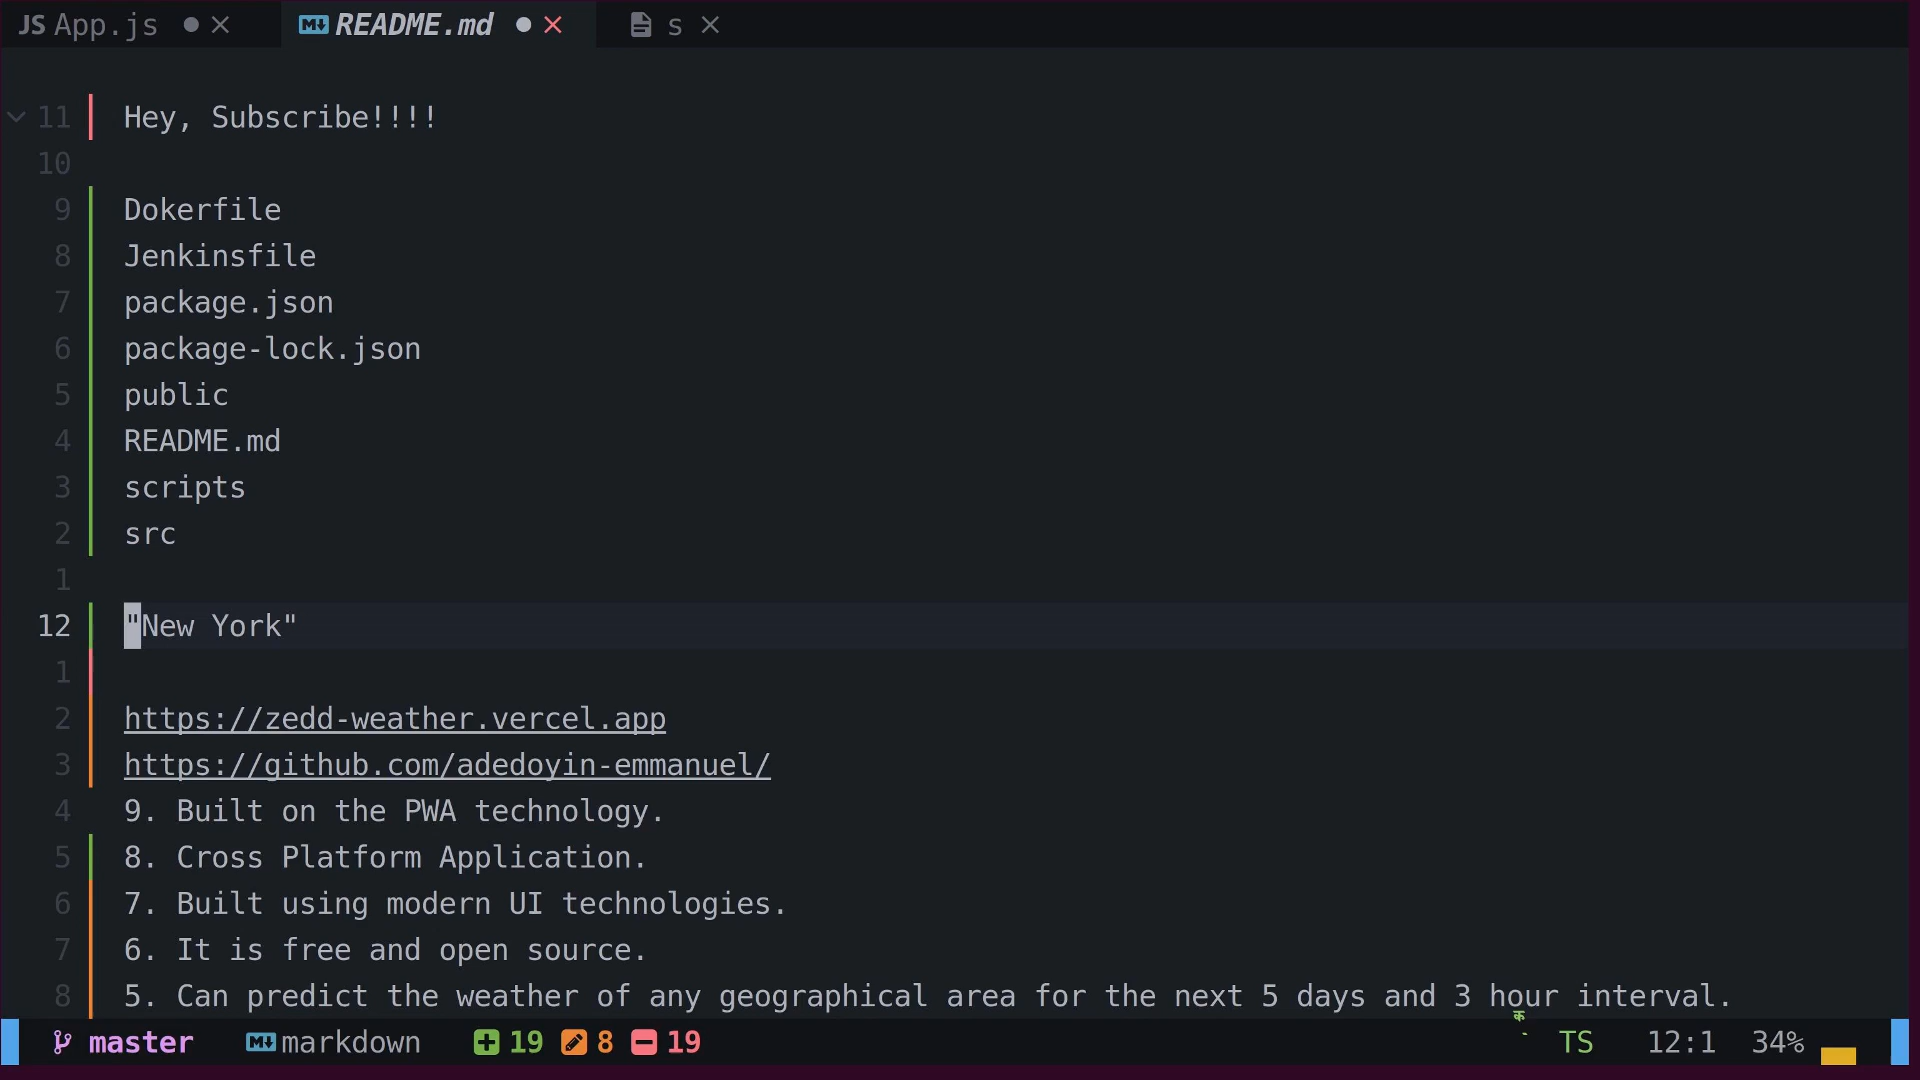 JS App.js
README.md
s
11 Hey, Subscribe!!!!
10
9 Dokerfile
8 Jenkinsfile
7 package.json
6 package-lock.json
5 public
4 README.md
3 scripts
2 src
1
12 "New York"
1
2 https://zedd-weather.vercel.app
3 https://github.com/adedoyin-emmanuel/
4 9. Built on the PWA technology.
5 8. Cross Platform Application.
6 7. Built using modern UI technologies.
7 6. It is free and open source.
8 5. Can predict the weather of any geographical area for the next 5 days and 3 hour interval.
master markdown 19 8 19 TS 12:1 34%